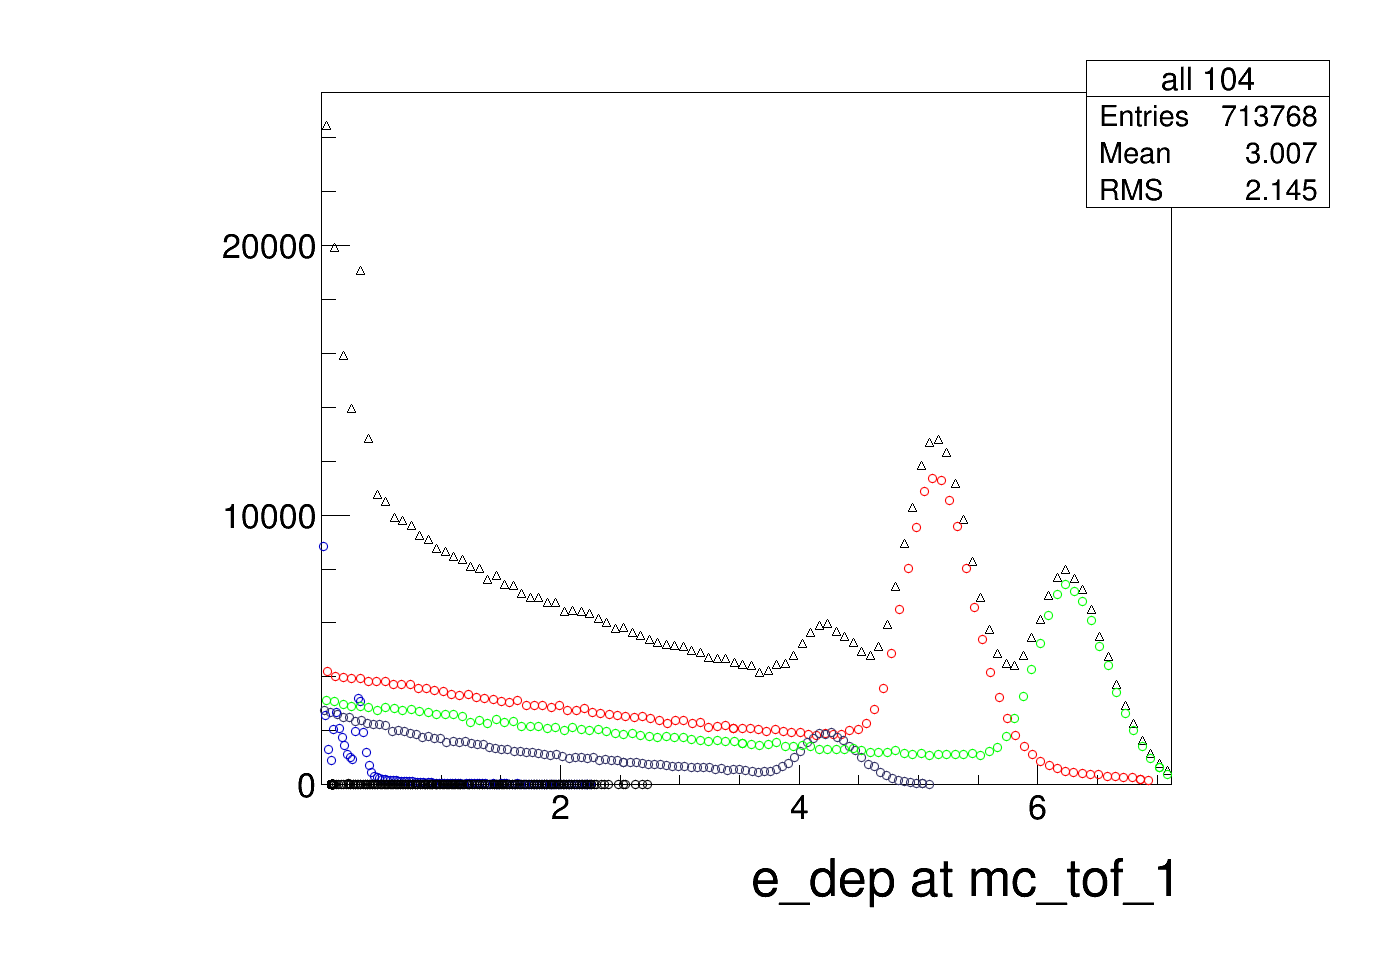 all 104
Entries 713768
Mean 3.007
RMS 2.145
20000
10000
0
2 4 6
e_dep at mc_tof_1